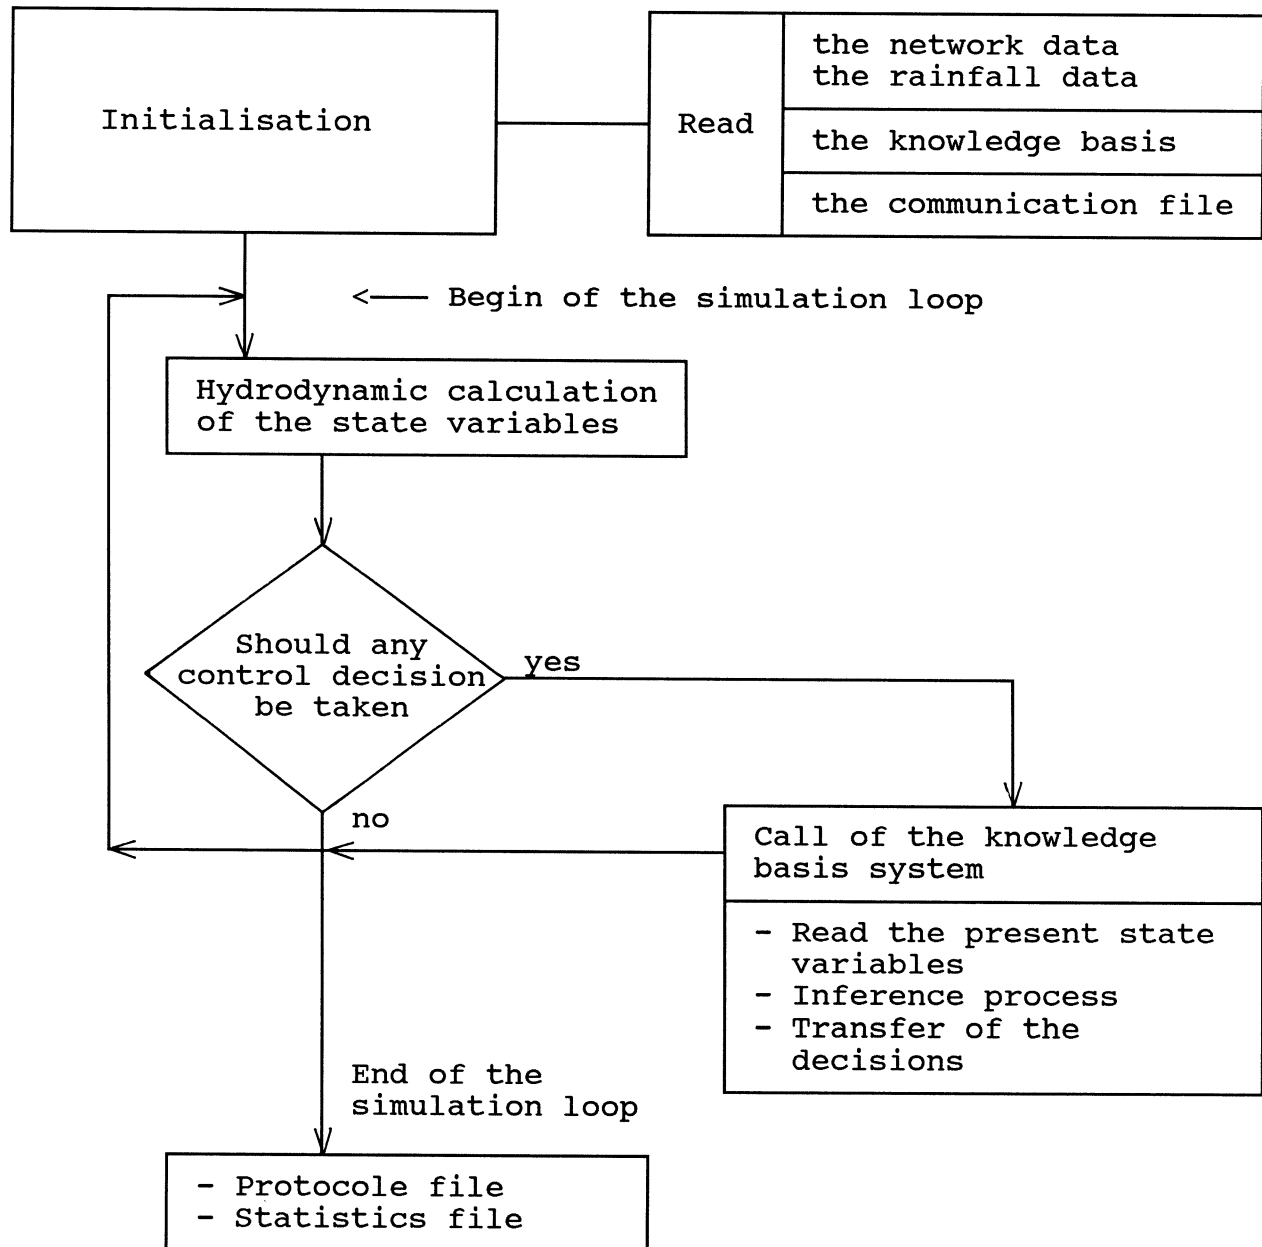 Initialisation
Read
the network data
the rainfall data
the knowledge basis
the communication file
<—— Begin of the simulation loop
Hydrodynamic calculation
of the state variables
Should any
control decision
be taken
yes
no
Call of the knowledge
basis system
- Read the present state
variables
- Inference process
- Transfer of the
decisions
End of the
simulation loop
- Protocole file
- Statistics file